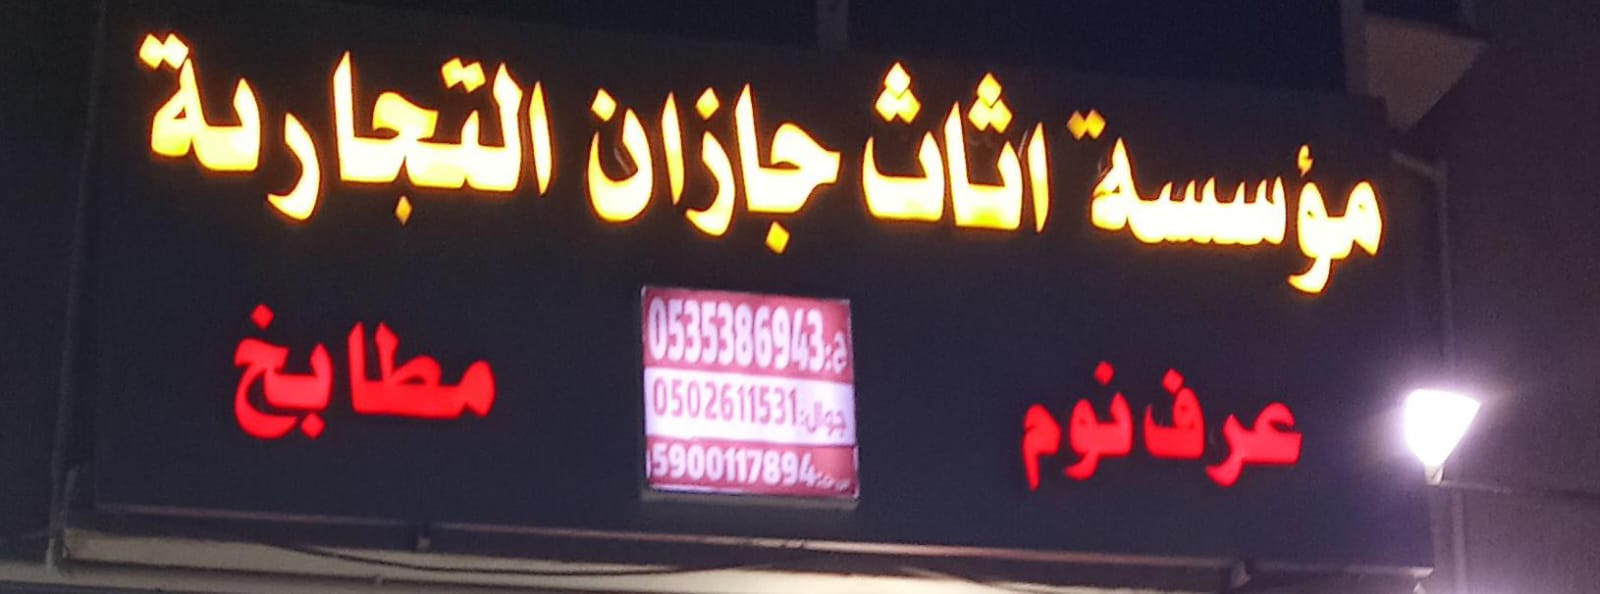 مؤسسة اثاث جازان التجارية
غرف نوم
مطابخ
ج: 0535386943
جوال: 0502611531
س.ت: 5900117894